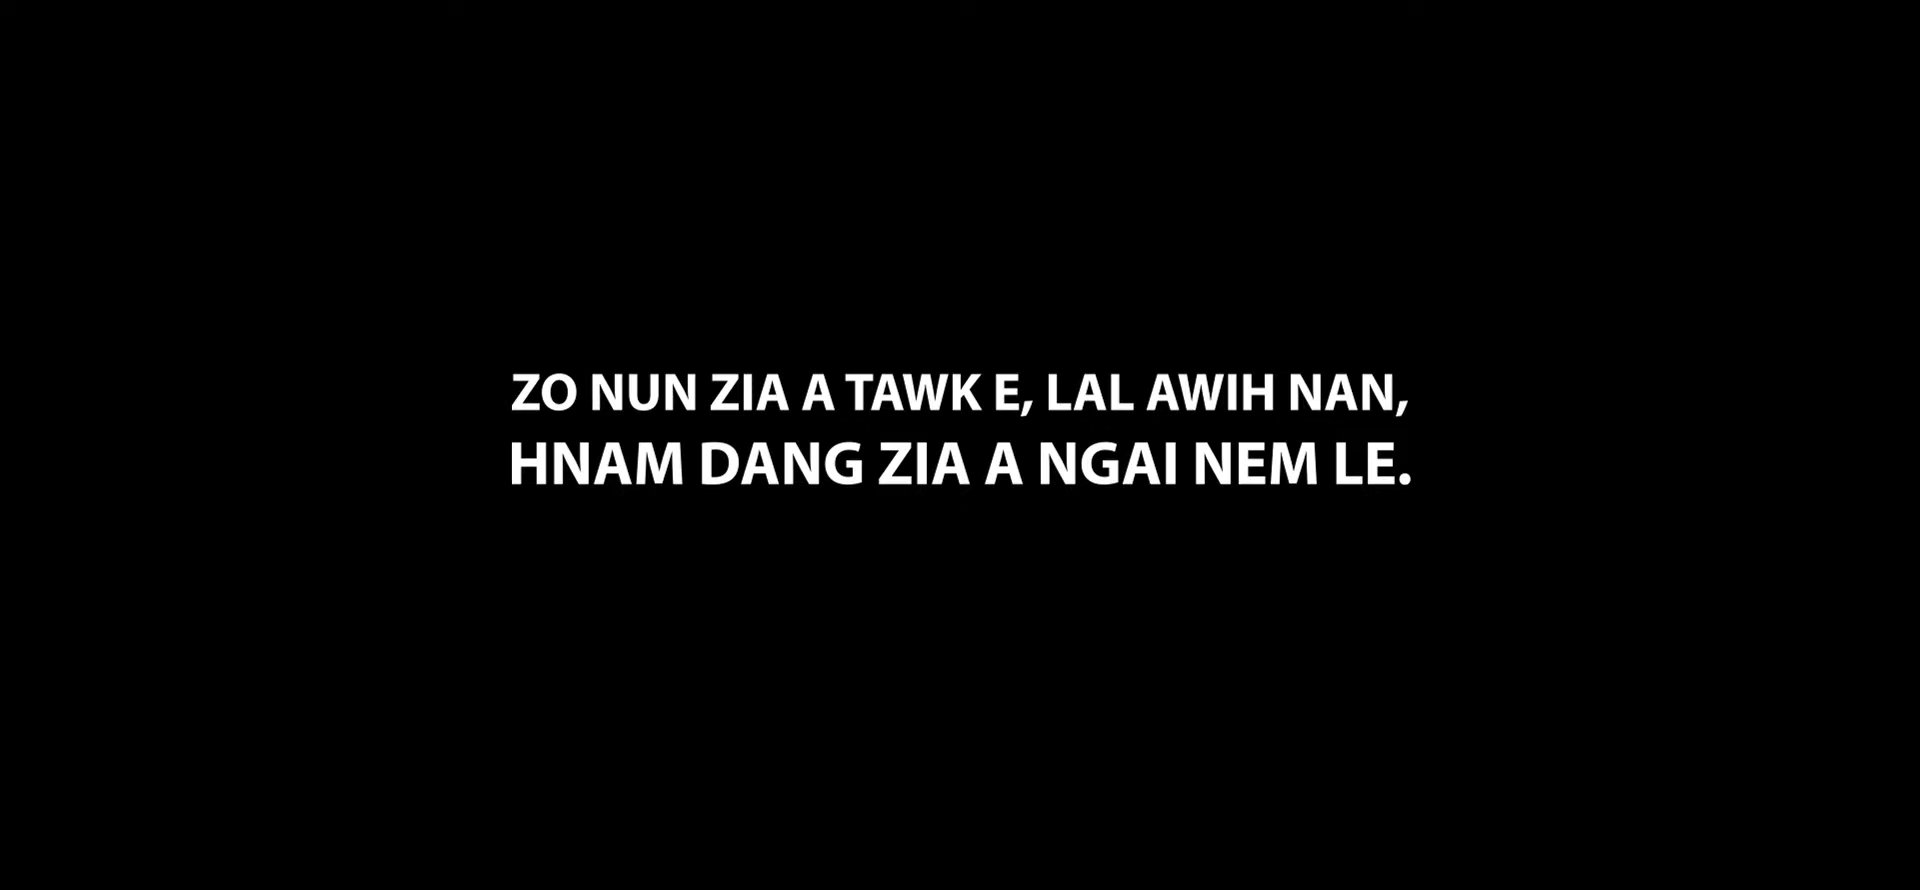 ZO NUN ZIA A TAWK E, LAL AWIH NAN,
HNAM DANG ZIA A NGAI NEM LE.